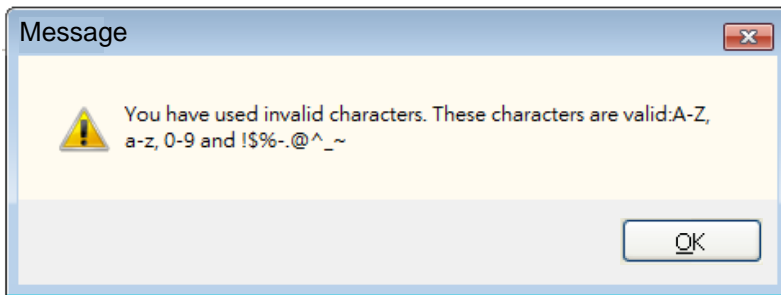 Message
You have used invalid characters. These characters are valid:A-Z,
a-z, 0-9 and !$%-.@^_~
OK